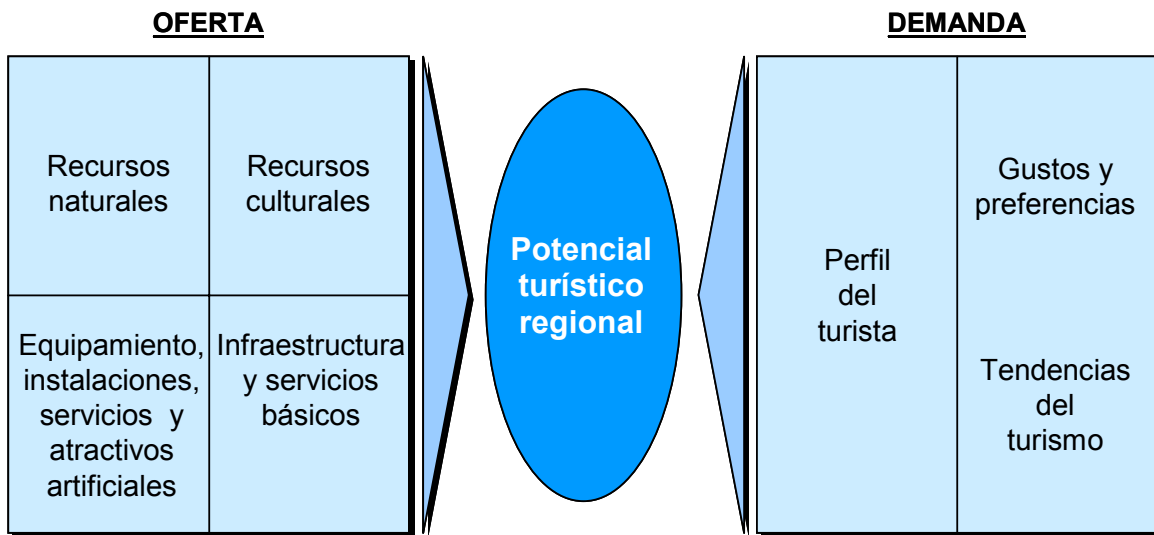 OFERTA
Recursos
naturales
Recursos
culturales
Equipamiento,
instalaciones,
servicios y
atractivos
artificiales
Infraestructura
y servicios
básicos
Potencial
turístico
regional
DEMANDA
Perfil
del
turista
Gustos y
preferencias
Tendencias
del
turismo